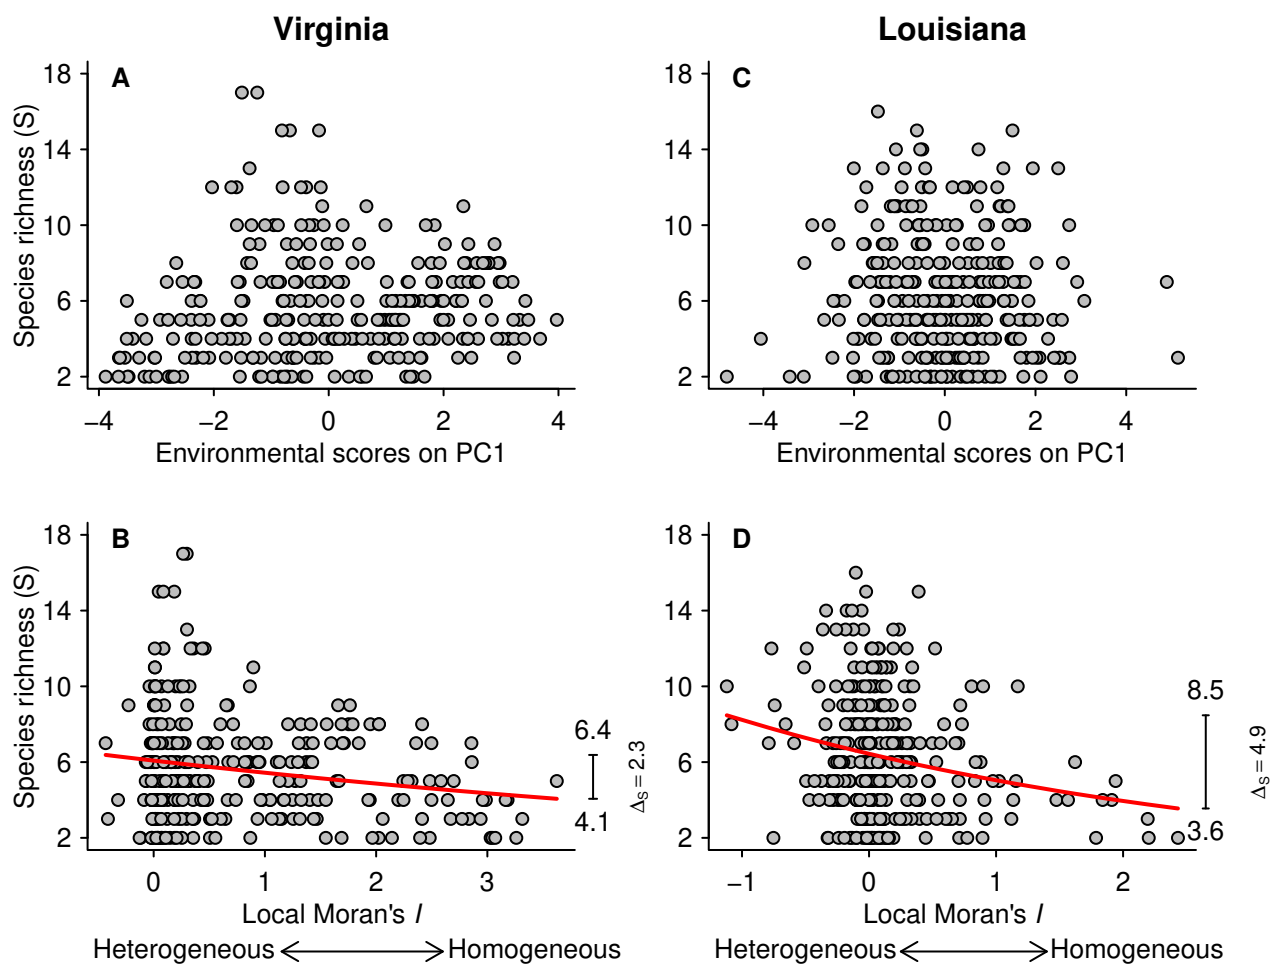 Virginia
Louisiana
A
18
14
10
6
2
Species richness (S)
−4 −2 0 2 4
Environmental scores on PC1
C
18
14
10
6
2
−4 −2 0 2 4
Environmental scores on PC1
B
18
14
10
6
2
Species richness (S)
6.4
4.1
ΔS = 2.3
0 1 2 3
Local Moran's I
Heterogeneous Homogeneous
D
18
14
10
6
2
8.5
3.6
ΔS = 4.9
−1 0 1 2
Local Moran's I
Heterogeneous Homogeneous